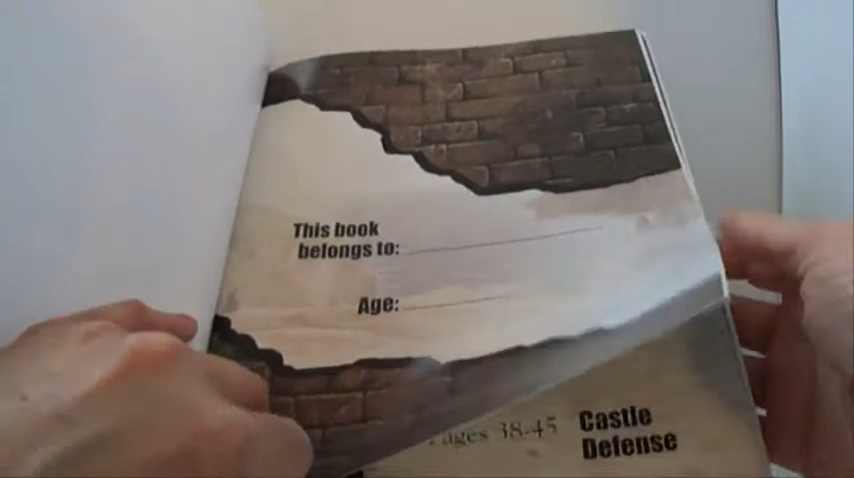 This book
belongs to:
Age:
Pages 38-45
Castle
Defense